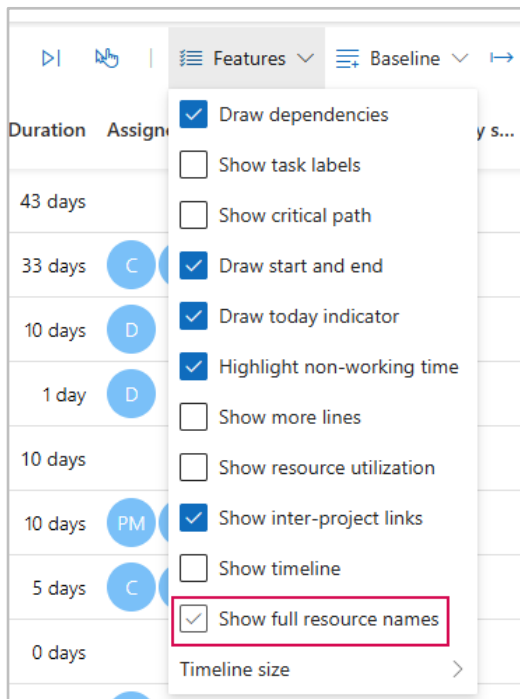 Features
Baseline
Duration Assign
y s...
Draw dependencies
Show task labels
43 days
Show critical path
33 days C
Draw start and end
10 days D
Draw today indicator
1 day D
Highlight non-working time
Show more lines
10 days
Show resource utilization
10 days PM
Show inter-project links
5 days C
Show timeline
Show full resource names
0 days
Timeline size